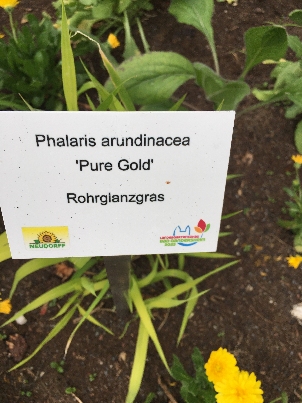 Phalaris arundinacea
'Pure Gold'
Rohrglanzgras
NEUDORFF